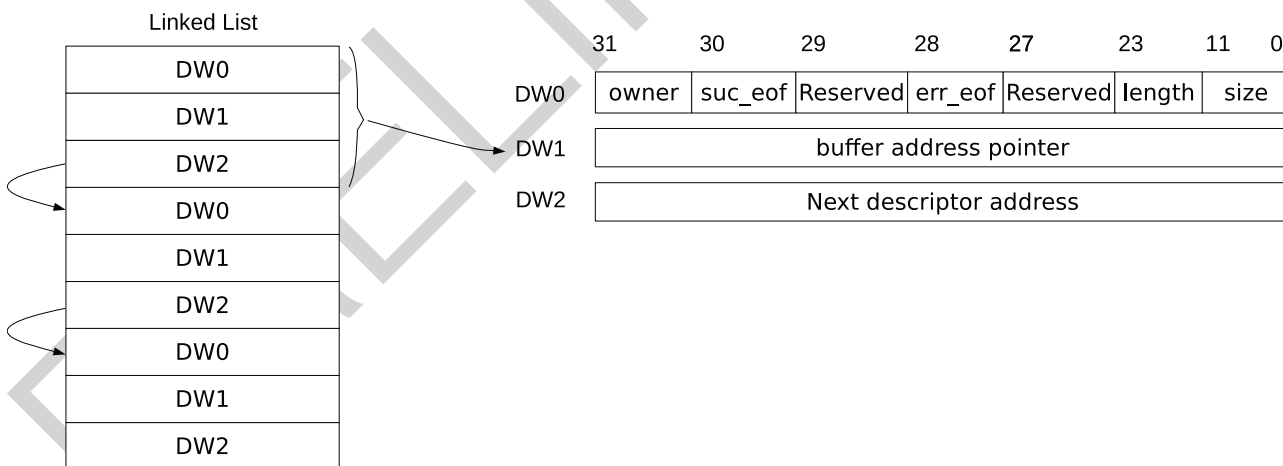 Linked List
DW0
DW1
DW2
DW0
DW1
DW2
DW0
DW1
DW2
31 30 29 28 27 23 11 0
DW0 owner suc_eof Reserved err_eof Reserved length size
DW1 buffer address pointer
DW2 Next descriptor address